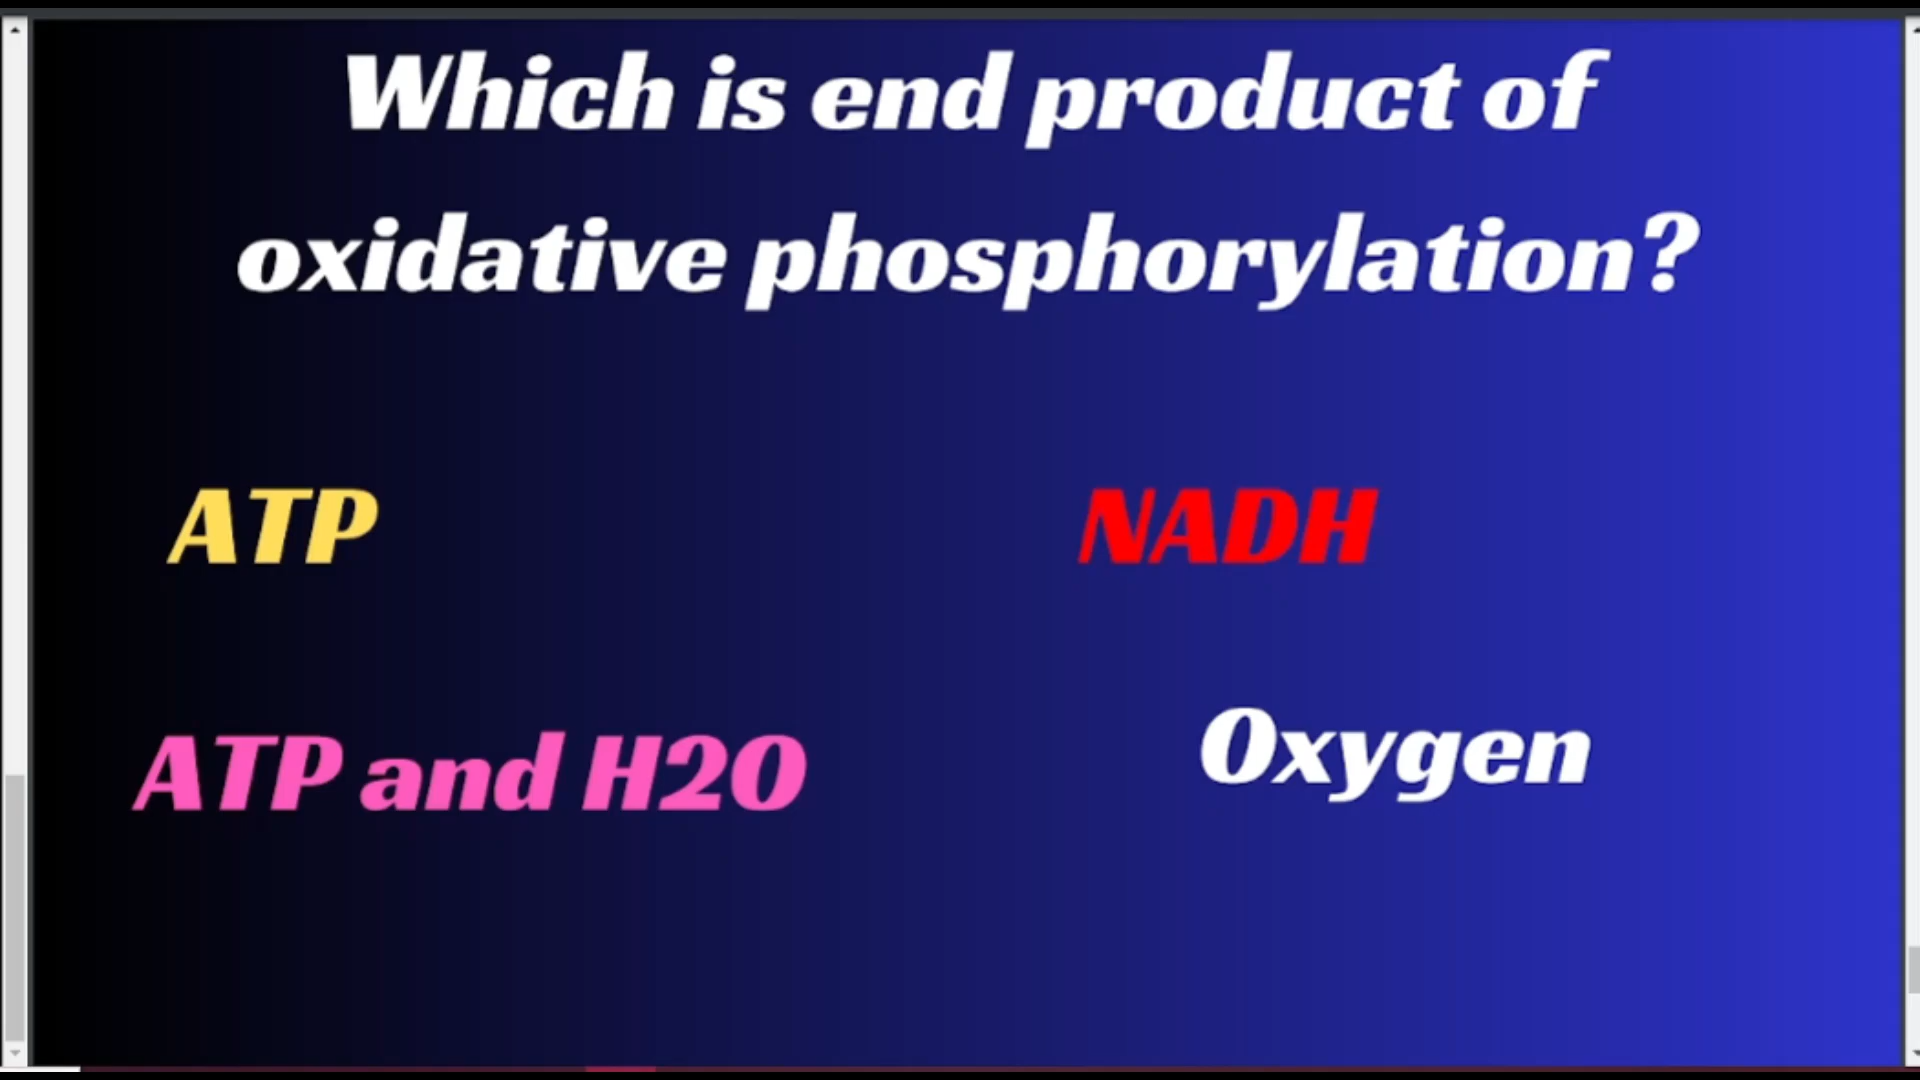 Which is end product of
oxidative phosphorylation?
ATP
NADH
ATP and H2O
Oxygen